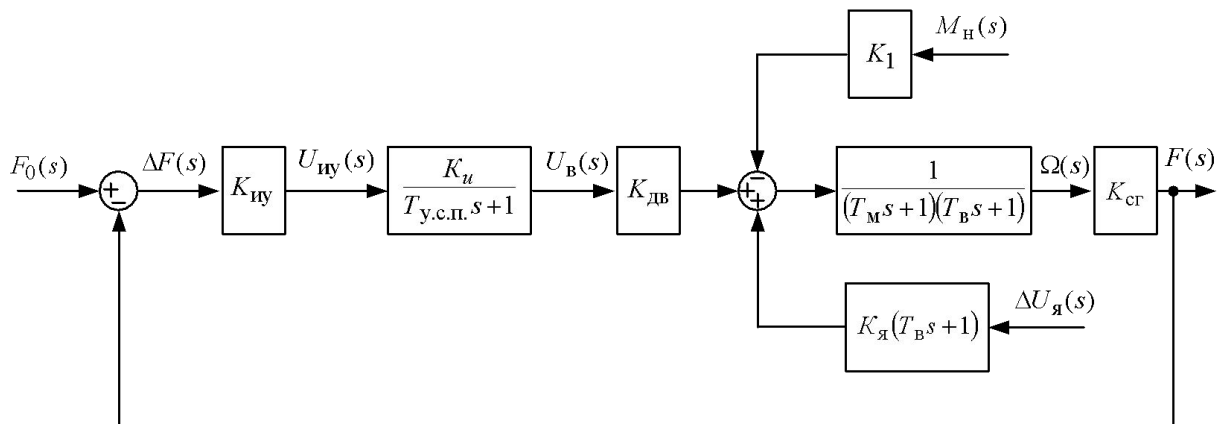 M_н(s)
K_1
F_0(s)
ΔF(s)
K_иу
U_иу(s)
K_и
T_у.с.п. s+1
U_в(s)
K_дв
1
(T_м s+1)(T_в s+1)
Ω(s)
K_сг
F(s)
K_я(T_в s+1)
ΔU_я(s)